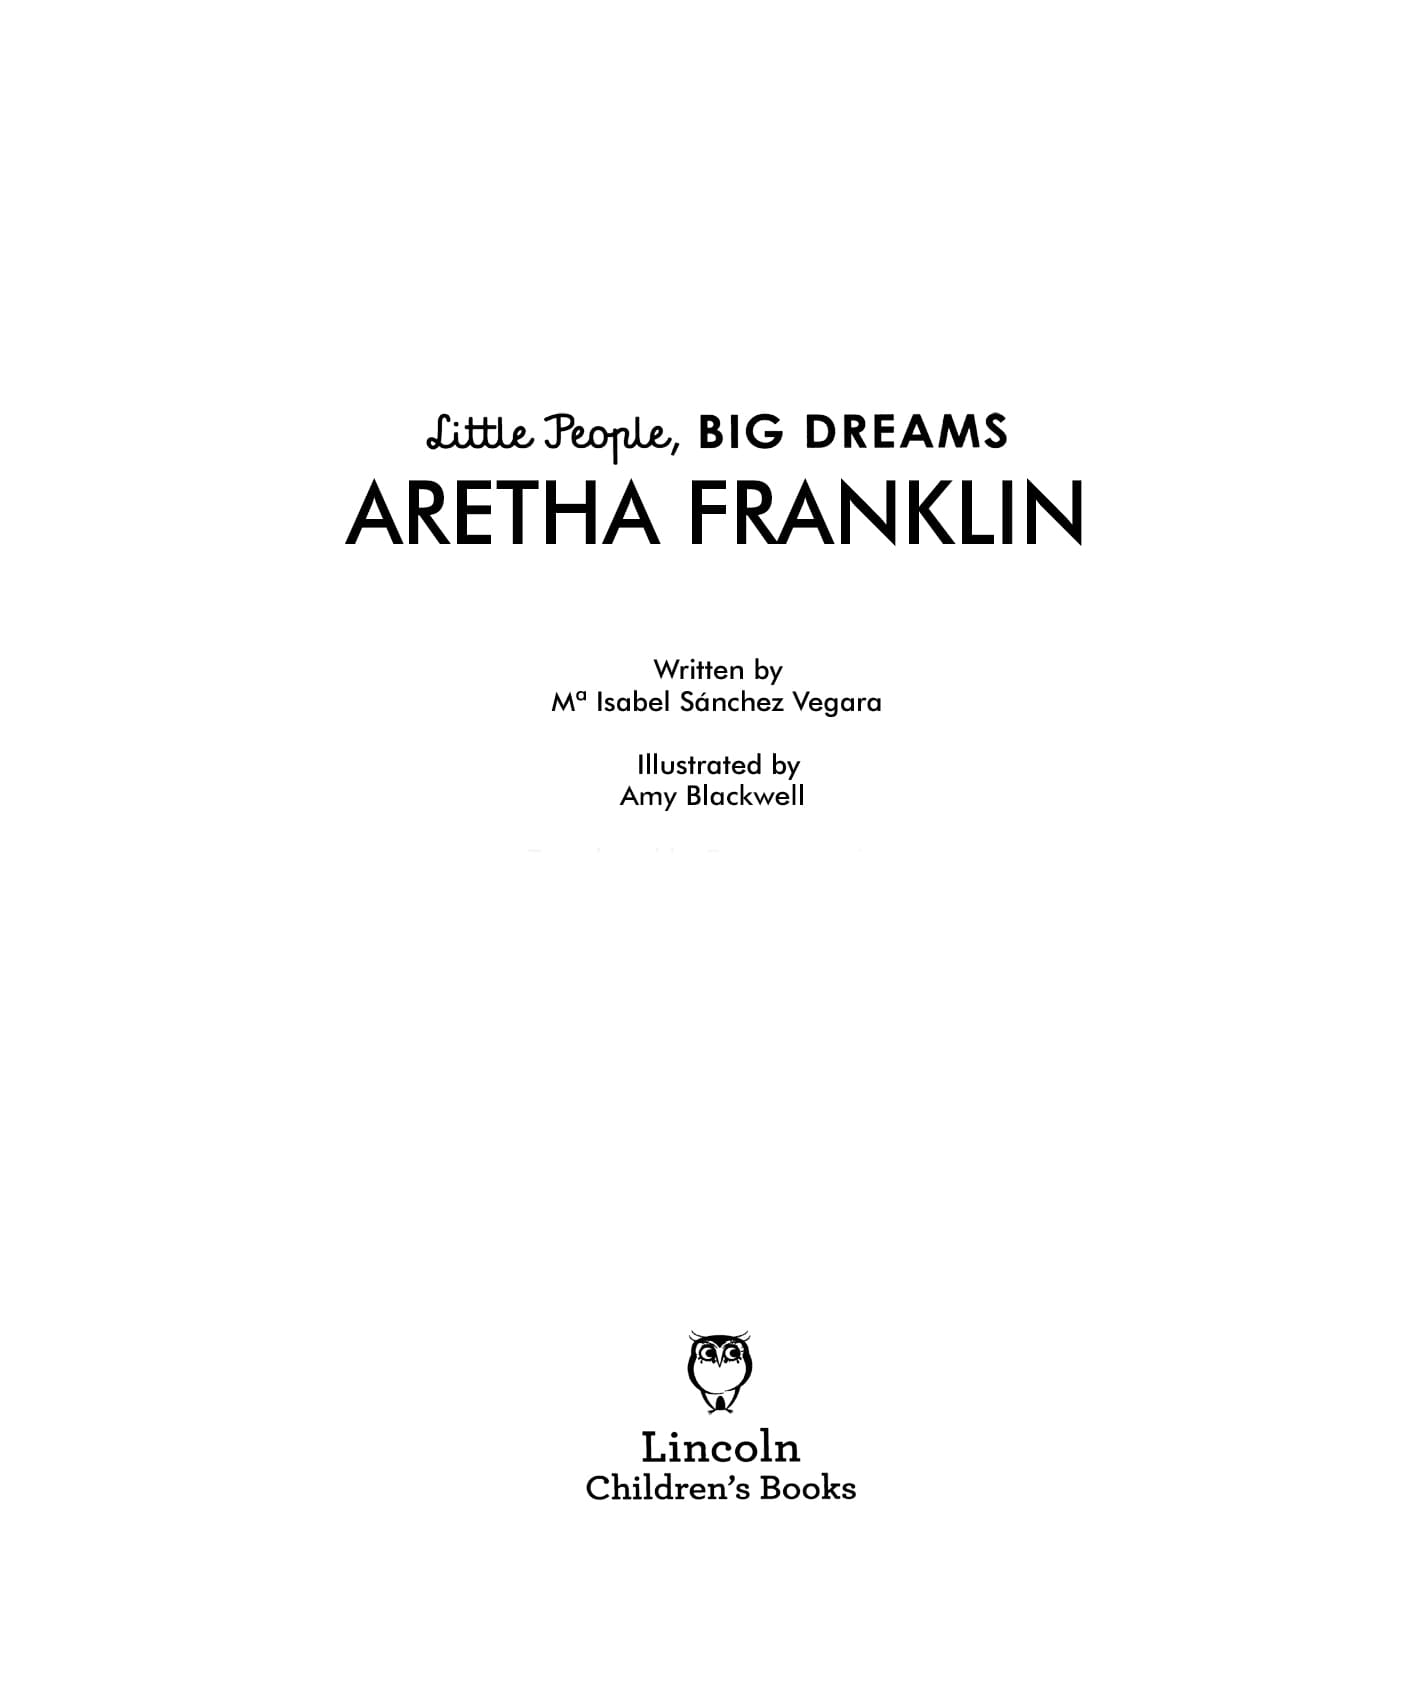 Little People, BIG DREAMS
ARETHA FRANKLIN
Written by
Mª Isabel Sánchez Vegara
Illustrated by
Amy Blackwell
Lincoln
Children's Books